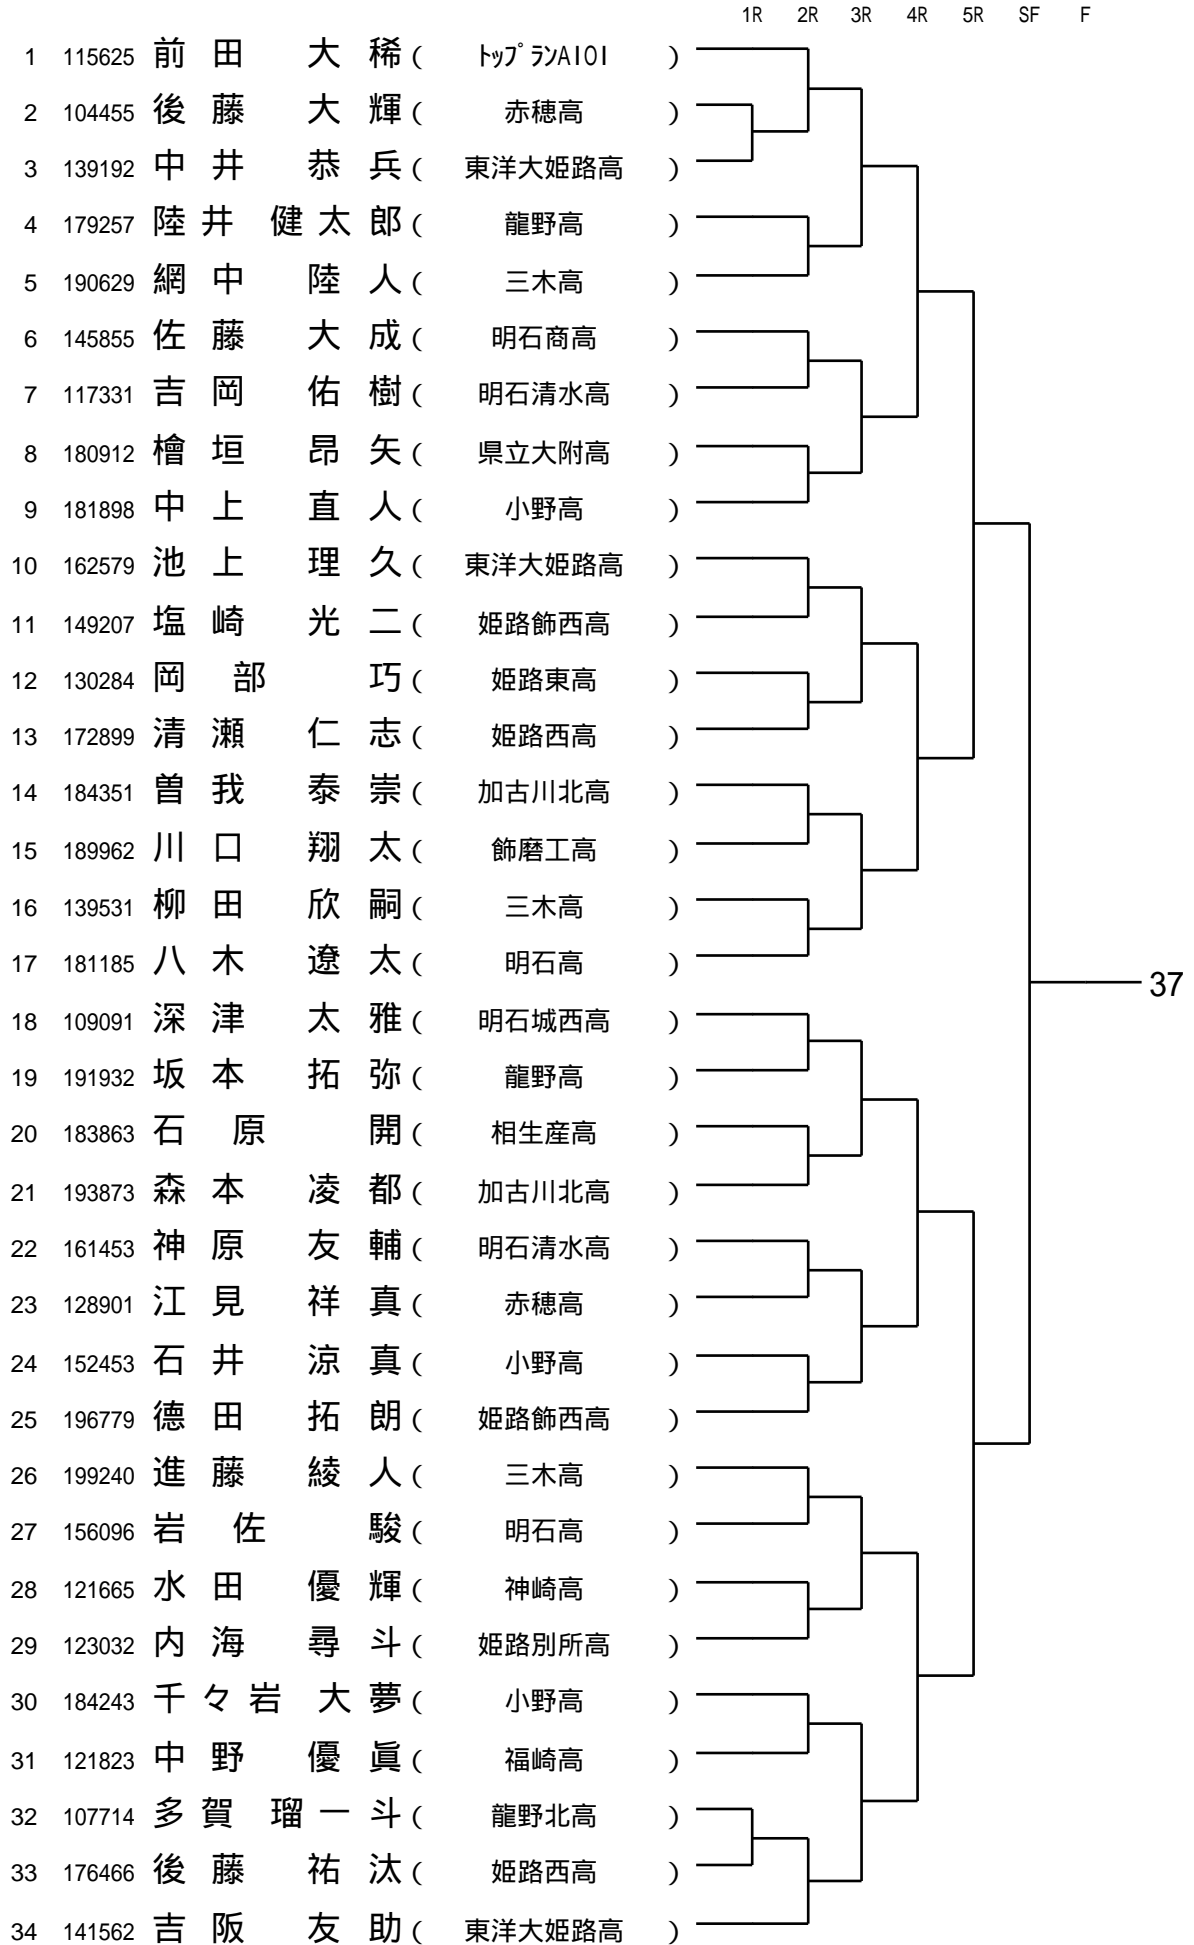 1R 2R 3R 4R 5R SF F
1 115625 前田 大稀 ( トップランAIOI )
2 104455 後藤 大輝 ( 赤穂高 )
3 139192 中井 恭兵 ( 東洋大姫路高 )
4 179257 陸井 健太郎 ( 龍野高 )
5 190629 網中 陸人 ( 三木高 )
6 145855 佐藤 大成 ( 明石商高 )
7 117331 吉岡 佑樹 ( 明石清水高 )
8 180912 檜垣 昂矢 ( 県立大附高 )
9 181898 中上 直人 ( 小野高 )
10 162579 池上 理久 ( 東洋大姫路高 )
11 149207 塩崎 光二 ( 姫路飾西高 )
12 130284 岡部 巧 ( 姫路東高 )
13 172899 清瀬 仁志 ( 姫路西高 )
14 184351 曽我 泰崇 ( 加古川北高 )
15 189962 川口 翔太 ( 飾磨工高 )
16 139531 柳田 欣嗣 ( 三木高 )
17 181185 八木 遼太 ( 明石高 )
37
18 109091 深津 太雅 ( 明石城西高 )
19 191932 坂本 拓弥 ( 龍野高 )
20 183863 石原 開 ( 相生産高 )
21 193873 森本 凌都 ( 加古川北高 )
22 161453 神原 友輔 ( 明石清水高 )
23 128901 江見 祥真 ( 赤穂高 )
24 152453 石井 涼真 ( 小野高 )
25 196779 德田 拓朗 ( 姫路飾西高 )
26 199240 進藤 綾人 ( 三木高 )
27 156096 岩佐 駿 ( 明石高 )
28 121665 水田 優輝 ( 神崎高 )
29 123032 内海 尋斗 ( 姫路別所高 )
30 184243 千々岩 大夢 ( 小野高 )
31 121823 中野 優眞 ( 福崎高 )
32 107714 多賀 瑠一斗 ( 龍野北高 )
33 176466 後藤 祐汰 ( 姫路西高 )
34 141562 吉阪 友助 ( 東洋大姫路高 )